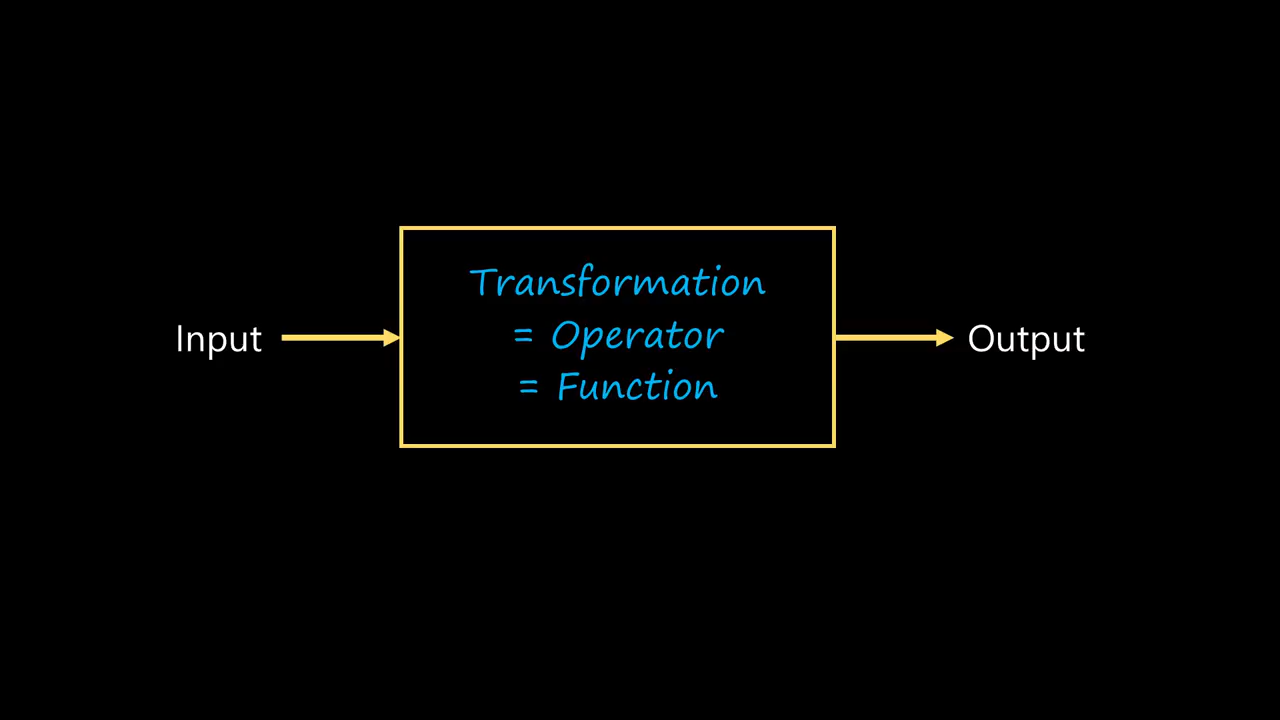 Input
Transformation
= Operator
= Function
Output